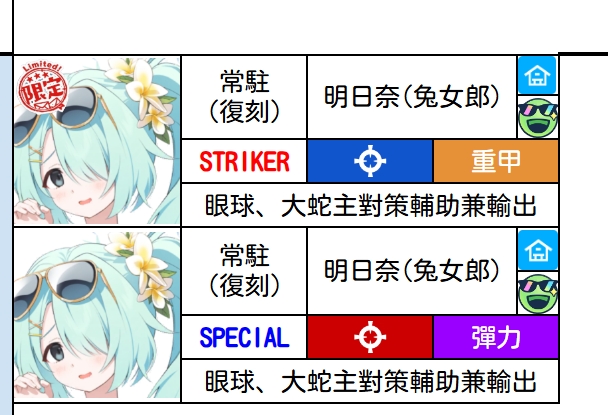 Limited!
限定
常駐
(復刻)
明日奈(兔女郎)
STRIKER
重甲
眼球、大蛇主對策輔助兼輸出
常駐
(復刻)
明日奈(兔女郎)
SPECIAL
彈力
眼球、大蛇主對策輔助兼輸出